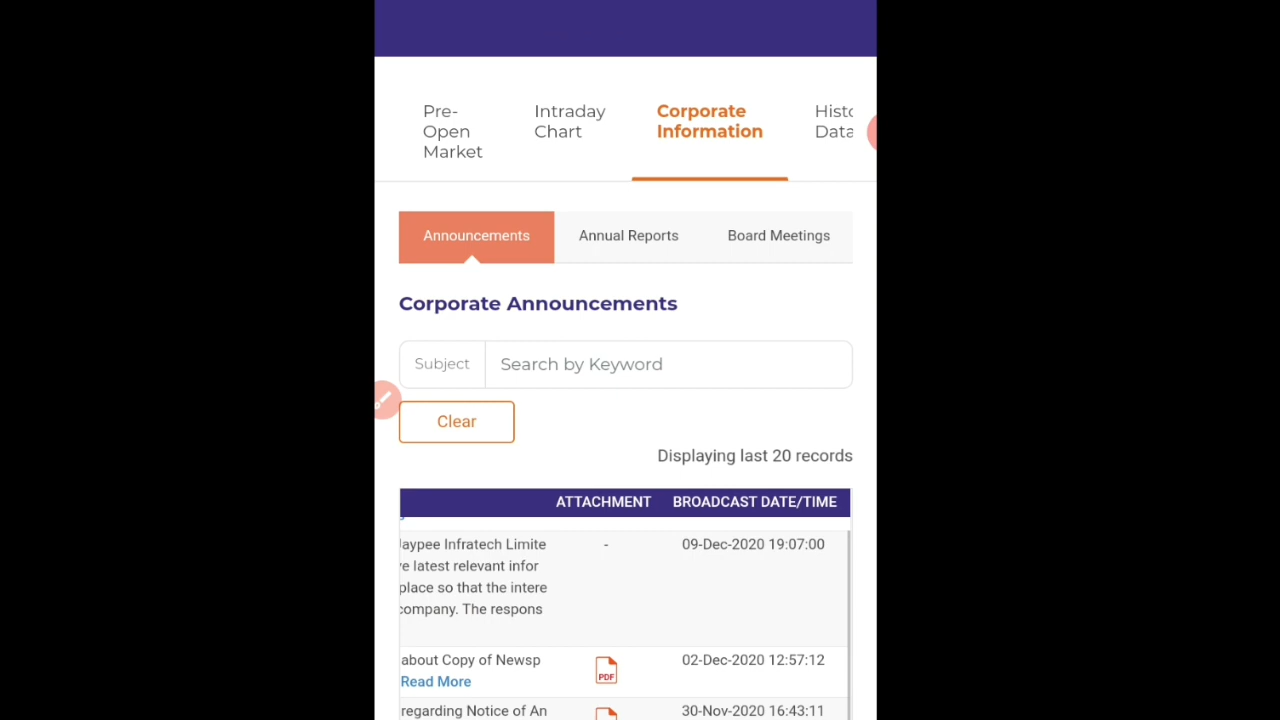 Pre-
Open
Market
Intraday
Chart
Corporate
Information
Histo
Data
Announcements
Annual Reports
Board Meetings
Corporate Announcements
Subject
Search by Keyword
Clear
Displaying last 20 records
ATTACHMENT
BROADCAST DATE/TIME
Jaypee Infratech Limite
- 09-Dec-2020 19:07:00
e latest relevant infor
place so that the intere
company. The respons
about Copy of Newsp
PDF
02-Dec-2020 12:57:12
Read More
regarding Notice of An
30-Nov-2020 16:43:11